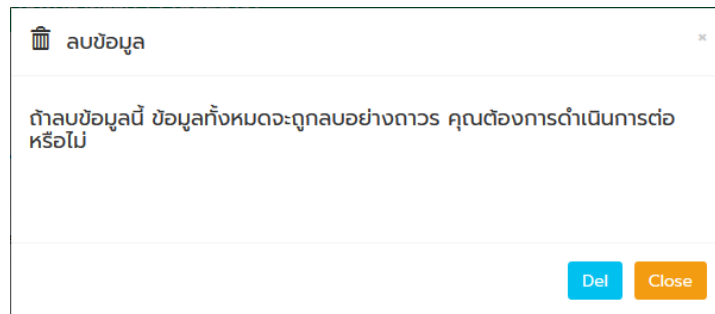 ลบข้อมูล
×
ถ้าลบข้อมูลนี้ ข้อมูลทั้งหมดจะถูกลบอย่างถาวร คุณต้องการดำเนินการต่อ
หรือไม่
Del Close